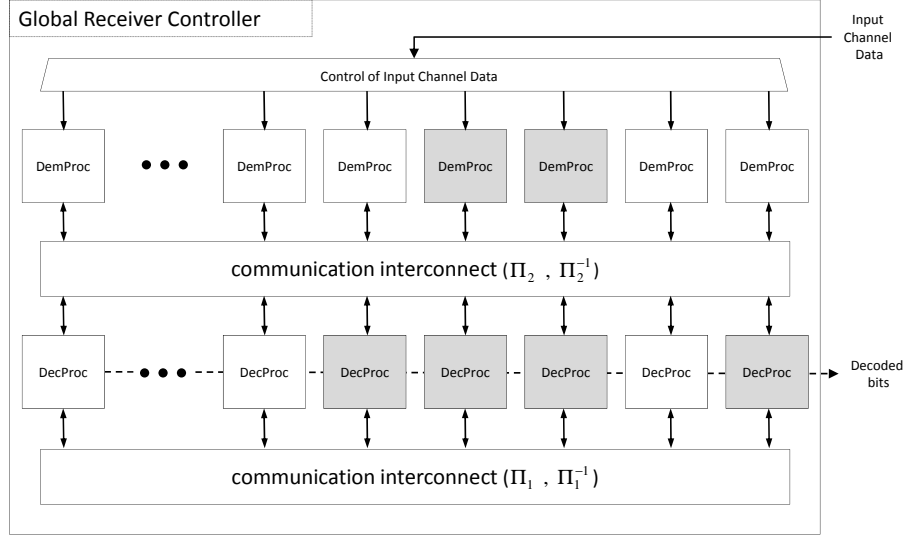 Global Receiver Controller
Input
Channel
Data
Control of Input Channel Data
DemProc ••• DemProc DemProc DemProc DemProc DemProc DemProc
communication interconnect (Π₂ , Π₂⁻¹)
DecProc ••• DecProc DecProc DecProc DecProc DecProc DecProc
Decoded
bits
communication interconnect (Π₁ , Π₁⁻¹)